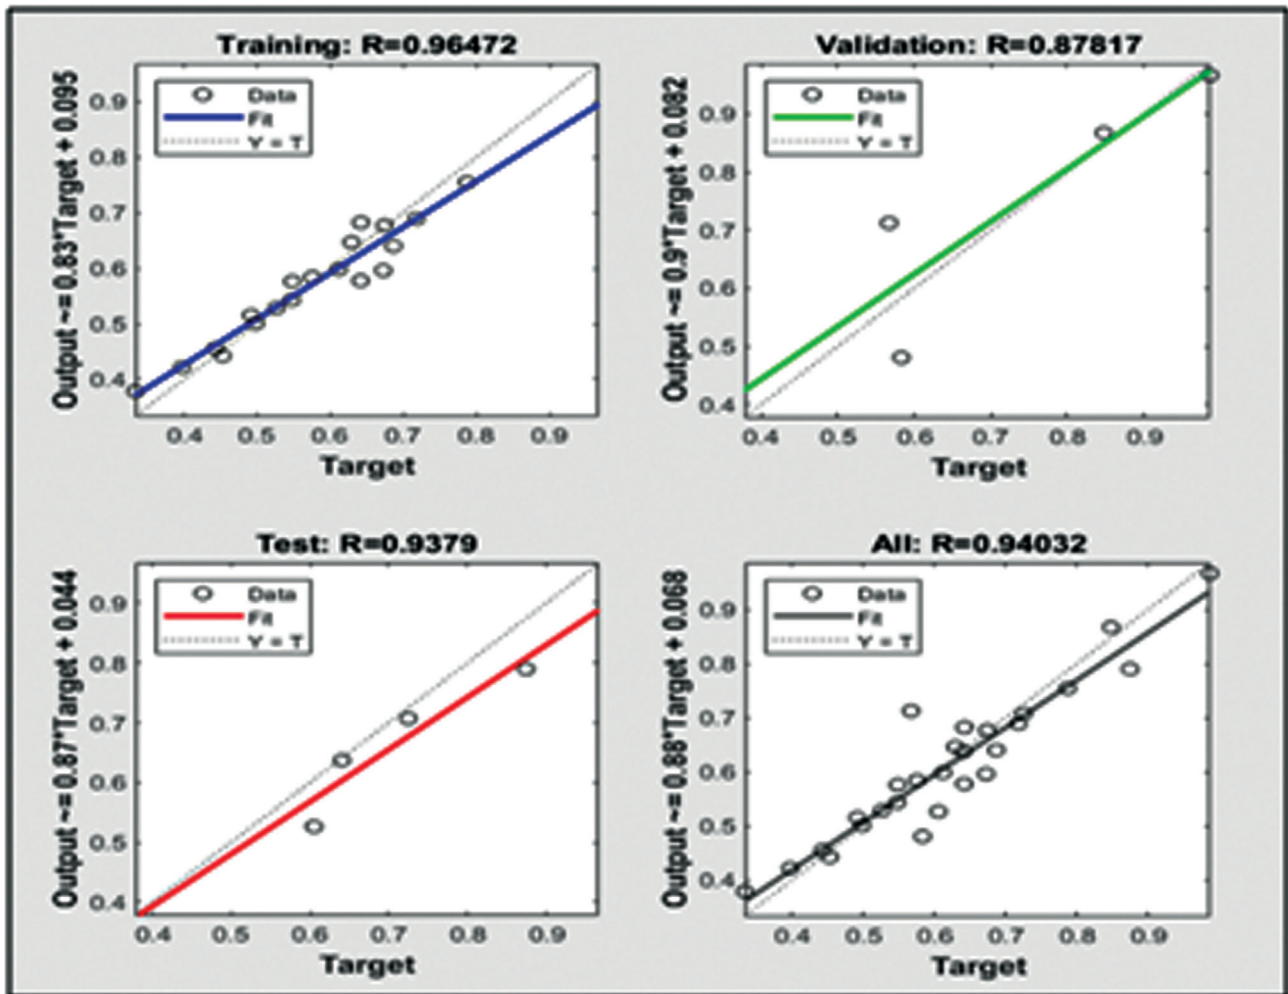 Training: R=0.96472
Output ~= 0.83*Target + 0.095
Data
Fit
Y = T
0.9
0.8
0.7
0.6
0.5
0.4
0.4 0.5 0.6 0.7 0.8 0.9
Target
Validation: R=0.87817
Output ~= 0.9*Target + 0.082
Data
Fit
Y = T
0.9
0.8
0.7
0.6
0.5
0.4
0.4 0.5 0.6 0.7 0.8 0.9
Target
Test: R=0.9379
Output ~= 0.87*Target + 0.044
Data
Fit
Y = T
0.9
0.8
0.7
0.6
0.5
0.4
0.4 0.5 0.6 0.7 0.8 0.9
Target
All: R=0.94032
Output ~= 0.88*Target + 0.068
Data
Fit
Y = T
0.9
0.8
0.7
0.6
0.5
0.4
0.4 0.5 0.6 0.7 0.8 0.9
Target